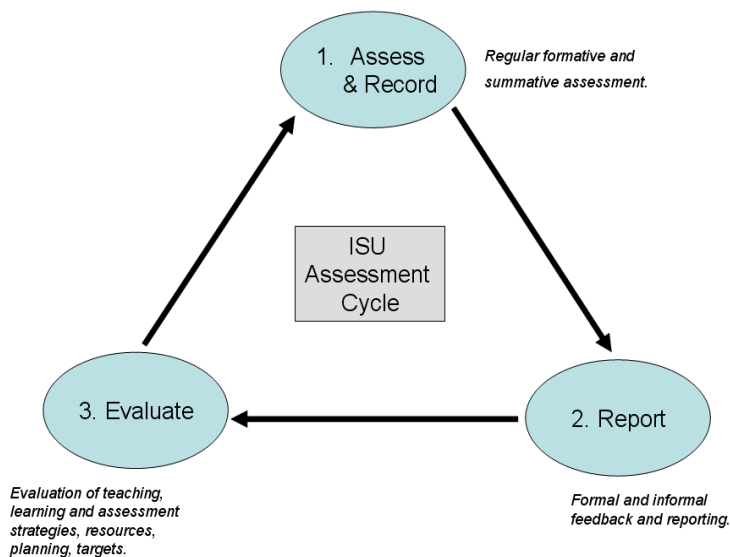 1. Assess
& Record
Regular formative and
summative assessment.
ISU
Assessment
Cycle
3. Evaluate
2. Report
Evaluation of teaching,
learning and assessment
strategies, resources,
planning, targets.
Formal and informal
feedback and reporting.